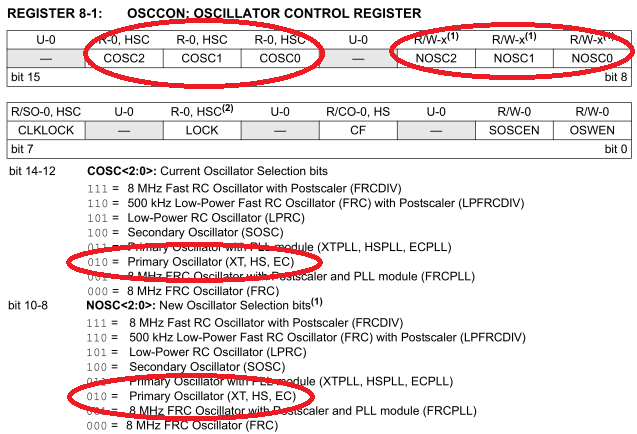 REGISTER 8-1: OSCCON: OSCILLATOR CONTROL REGISTER
U-0 R-0, HSC R-0, HSC R-0, HSC U-0 R/W-x(1) R/W-x(1) R/W-x(1)
— COSC2 COSC1 COSC0 — NOSC2 NOSC1 NOSC0
bit 15 bit 8
R/SO-0, HSC U-0 R-0, HSC(2) U-0 R/CO-0, HS U-0 R/W-0 R/W-0
CLKLOCK — LOCK — CF — SOSCEN OSWEN
bit 7 bit 0
bit 14-12 COSC<2:0>: Current Oscillator Selection bits
111 = 8 MHz Fast RC Oscillator with Postscaler (FRCDIV)
110 = 500 kHz Low-Power Fast RC Oscillator (FRC) with Postscaler (LPFRCDIV)
101 = Low-Power RC Oscillator (LPRC)
100 = Secondary Oscillator (SOSC)
011 = Primary Oscillator with PLL module (XTPLL, HSPLL, ECPLL)
010 = Primary Oscillator (XT, HS, EC)
001 = 8 MHz FRC Oscillator with Postscaler and PLL module (FRCPLL)
000 = 8 MHz FRC Oscillator (FRC)
bit 10-8 NOSC<2:0>: New Oscillator Selection bits(1)
111 = 8 MHz Fast RC Oscillator with Postscaler (FRCDIV)
110 = 500 kHz Low-Power Fast RC Oscillator (FRC) with Postscaler (LPFRCDIV)
101 = Low-Power RC Oscillator (LPRC)
100 = Secondary Oscillator (SOSC)
011 = Primary Oscillator with PLL module (XTPLL, HSPLL, ECPLL)
010 = Primary Oscillator (XT, HS, EC)
001 = 8 MHz FRC Oscillator with Postscaler and PLL module (FRCPLL)
000 = 8 MHz FRC Oscillator (FRC)